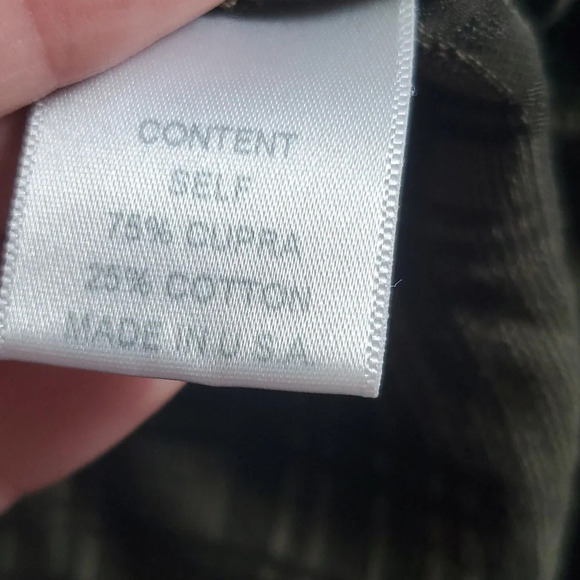 CONTENT
SELF
75% CUPRA
25% COTTON
MADE IN U.S.A.